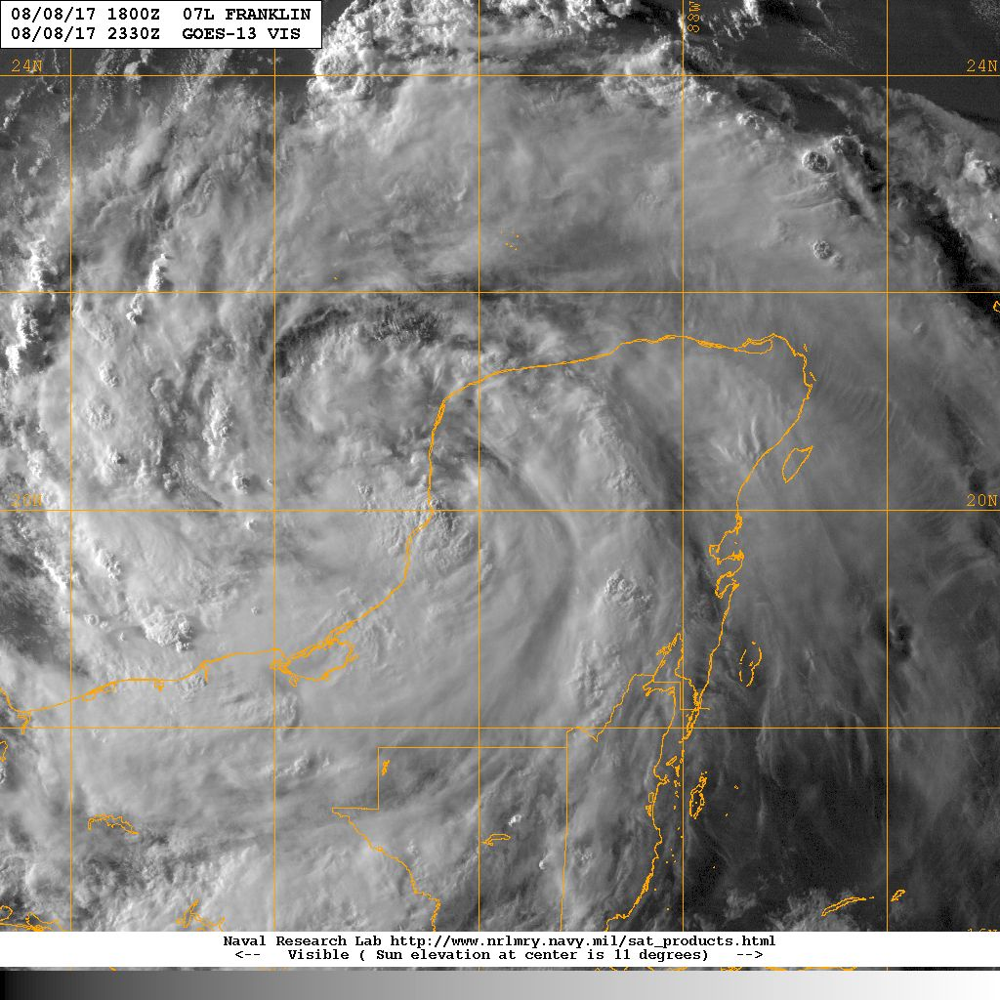 08/08/17 1800Z 07L FRANKLIN
08/08/17 2330Z GOES-13 VIS
88W
24N 24N
20N 20N
Naval Research Lab http://www.nrlmry.navy.mil/sat_products.html
<-- Visible ( Sun elevation at center is 11 degrees) -->